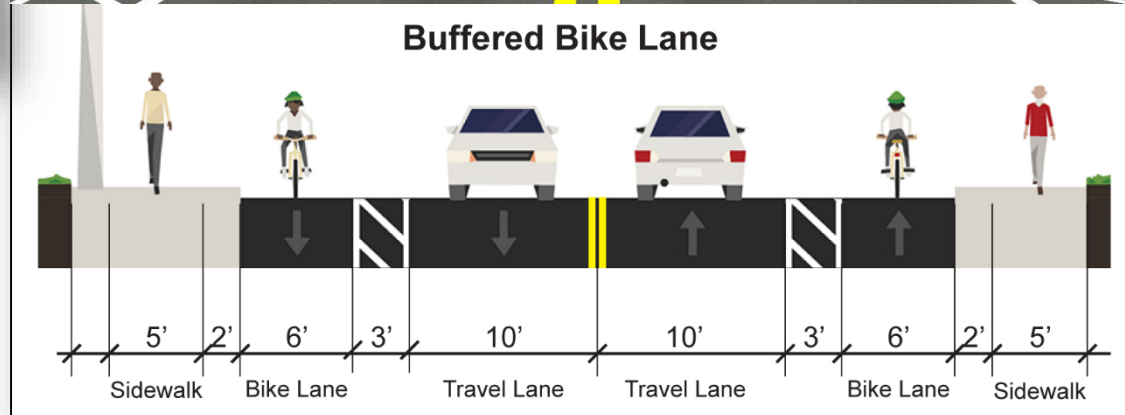 Buffered Bike Lane
5’ 2’ 6’ 3’ 10’ 10’ 3’ 6’ 2’ 5’
Sidewalk Bike Lane Travel Lane Travel Lane Bike Lane Sidewalk